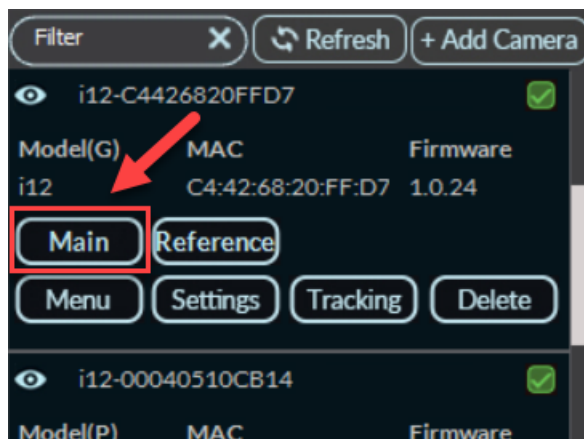 Filter X Refresh + Add Camera
i12-C4426820FFD7
Model(G) MAC Firmware
i12 C4:42:68:20:FF:D7 1.0.24
Main Reference
Menu Settings Tracking Delete
i12-00040510CB14
Model(P) MAC Firmware